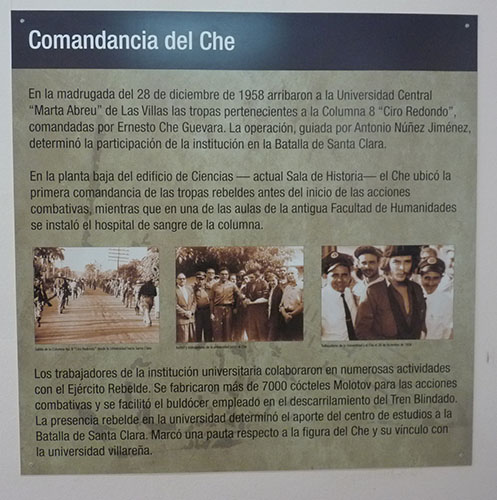 Comandancia del Che
En la madrugada del 28 de diciembre de 1958 arribaron a la Universidad Central
“Marta Abreu” de Las Villas las tropas pertenecientes a la Columna 8 “Ciro Redondo”,
comandadas por Ernesto Che Guevara. La operación, guiada por Antonio Núñez Jiménez,
determinó la participación de la institución en la Batalla de Santa Clara.
En la planta baja del edificio de Ciencias — actual Sala de Historia— el Che ubicó la
primera comandancia de las tropas rebeldes antes del inicio de las acciones
combativas, mientras que en una de las aulas de la antigua Facultad de Humanidades
se instaló el hospital de sangre de la columna.
Los trabajadores de la institución universitaria colaboraron en numerosas actividades
con el Ejército Rebelde. Se fabricaron más de 7000 cócteles Molotov para las acciones
combativas y se facilitó el buldócer empleado en el descarrilamiento del Tren Blindado.
La presencia rebelde en la universidad determinó el aporte del centro de estudios a la
Batalla de Santa Clara. Marcó una pauta respecto a la figura del Che y su vínculo con
la universidad villareña.